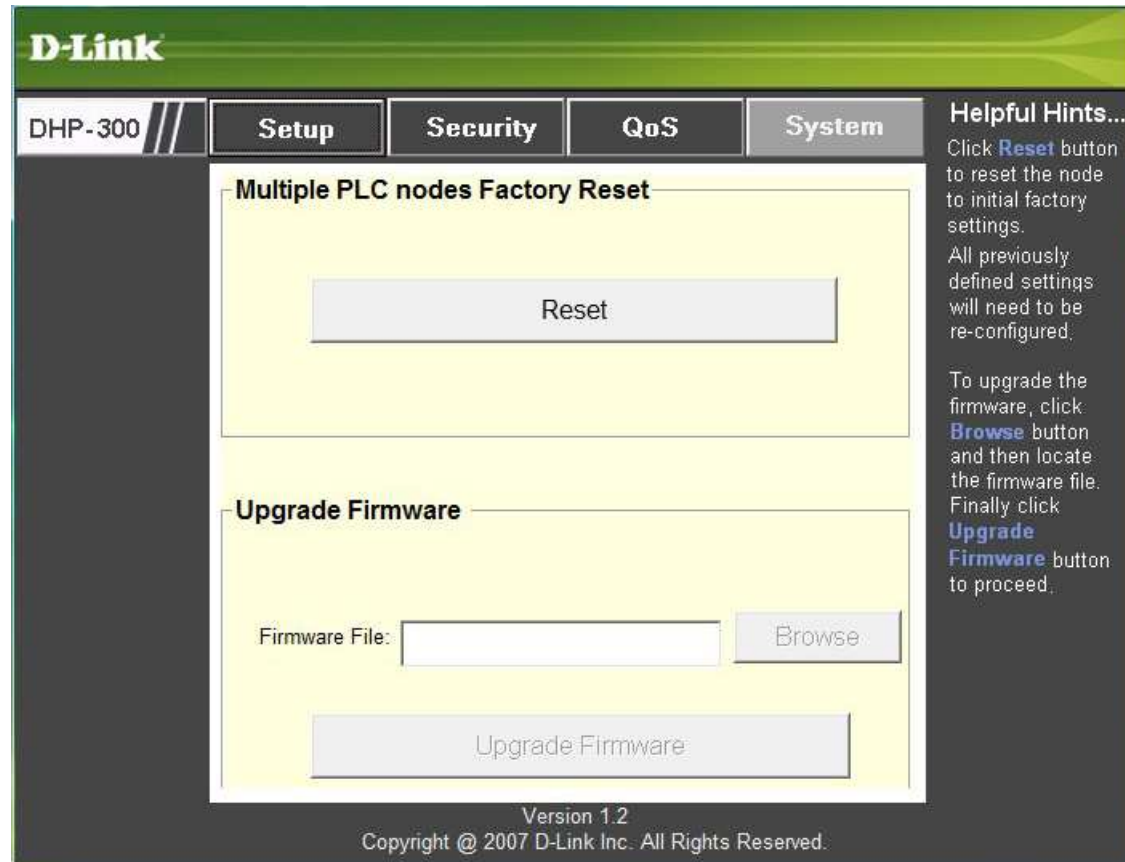 D-Link
DHP-300
Setup
Security
QoS
System
Multiple PLC nodes Factory Reset
Reset
Upgrade Firmware
Firmware File:
Browse
Upgrade Firmware
Helpful Hints...
Click Reset button
to reset the node
to initial factory
settings.
All previously
defined settings
will need to be
re-configured.
To upgrade the
firmware, click
Browse button
and then locate
the firmware file.
Finally click
Upgrade
Firmware button
to proceed.
Version 1.2
Copyright @ 2007 D-Link Inc. All Rights Reserved.